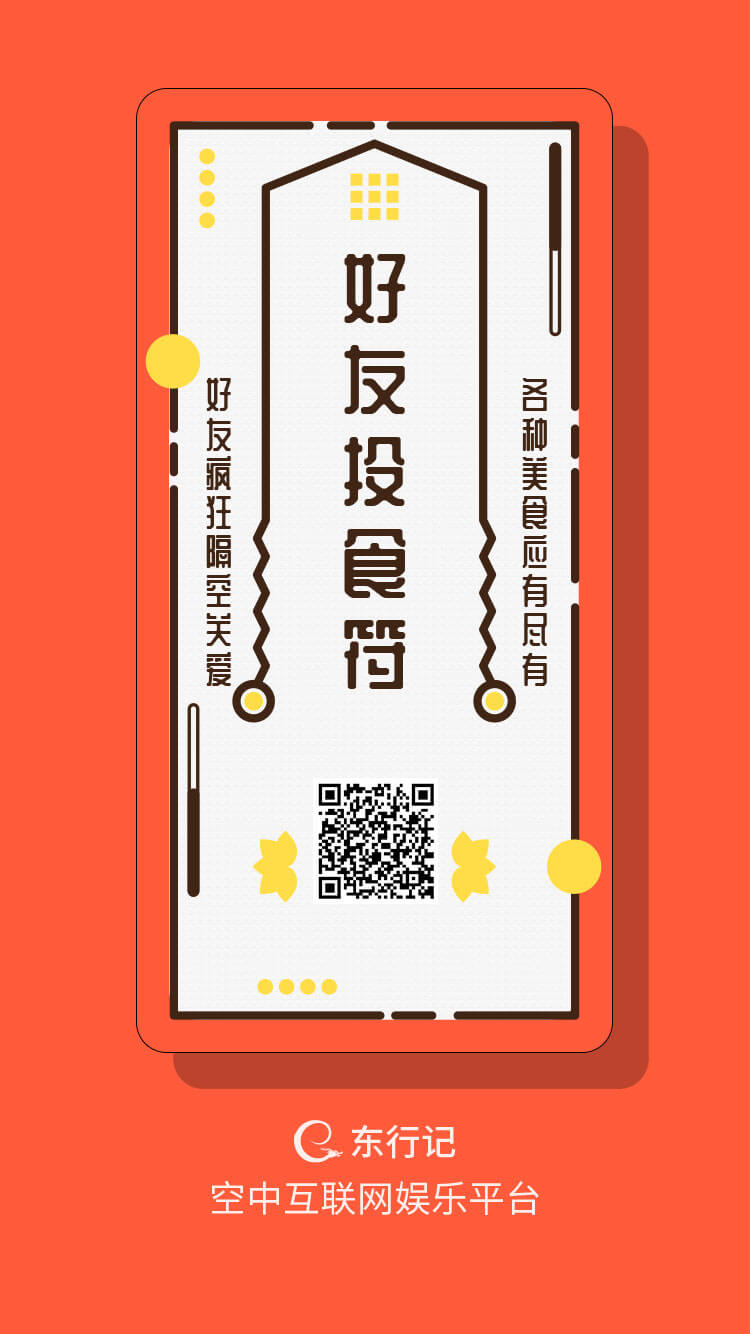 好友投食符
各种美食应有尽有
好友疯狂隔空关爱
东行记
空中互联网娱乐平台